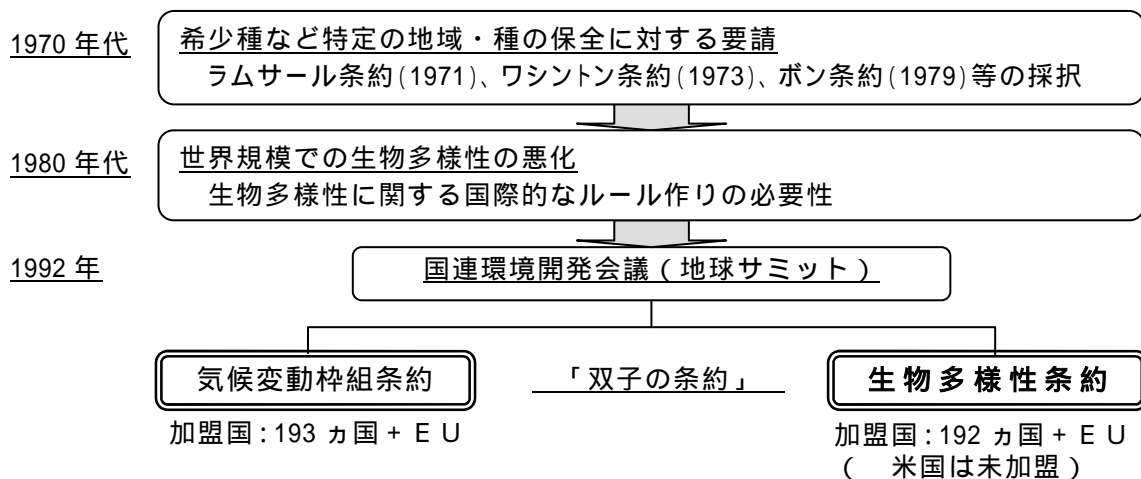 1970 年代
希少種など特定の地域・種の保全に対する要請
ラムサール条約(1971)、ワシントン条約(1973)、ボン条約(1979)等の採択
1980 年代
世界規模での生物多様性の悪化
生物多様性に関する国際的なルール作りの必要性
1992 年
国連環境開発会議(地球サミット)
気候変動枠組条約
「双子の条約」
生物多様性条約
加盟国:193 ヵ国+EU
加盟国:192 ヵ国+EU
( 米国は未加盟)